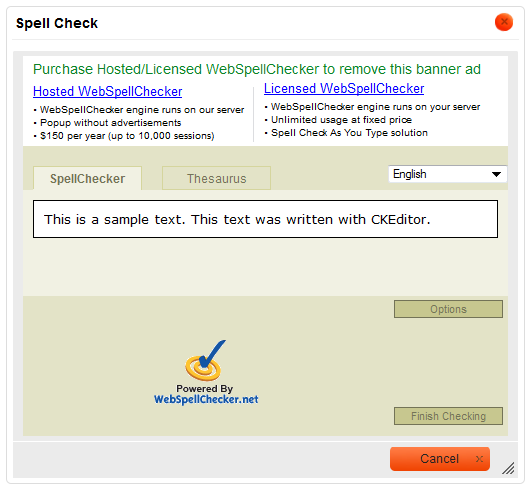 Spell Check
Purchase Hosted/Licensed WebSpellChecker to remove this banner ad
Hosted WebSpellChecker
• WebSpellChecker engine runs on our server
• Popup without advertisements
• $150 per year (up to 10,000 sessions)
Licensed WebSpellChecker
• WebSpellChecker engine runs on your server
• Unlimited usage at fixed price
• Spell Check As You Type solution
SpellChecker
Thesaurus
English
This is a sample text. This text was written with CKEditor.
Options
Powered By
WebSpellChecker.net
Finish Checking
Cancel